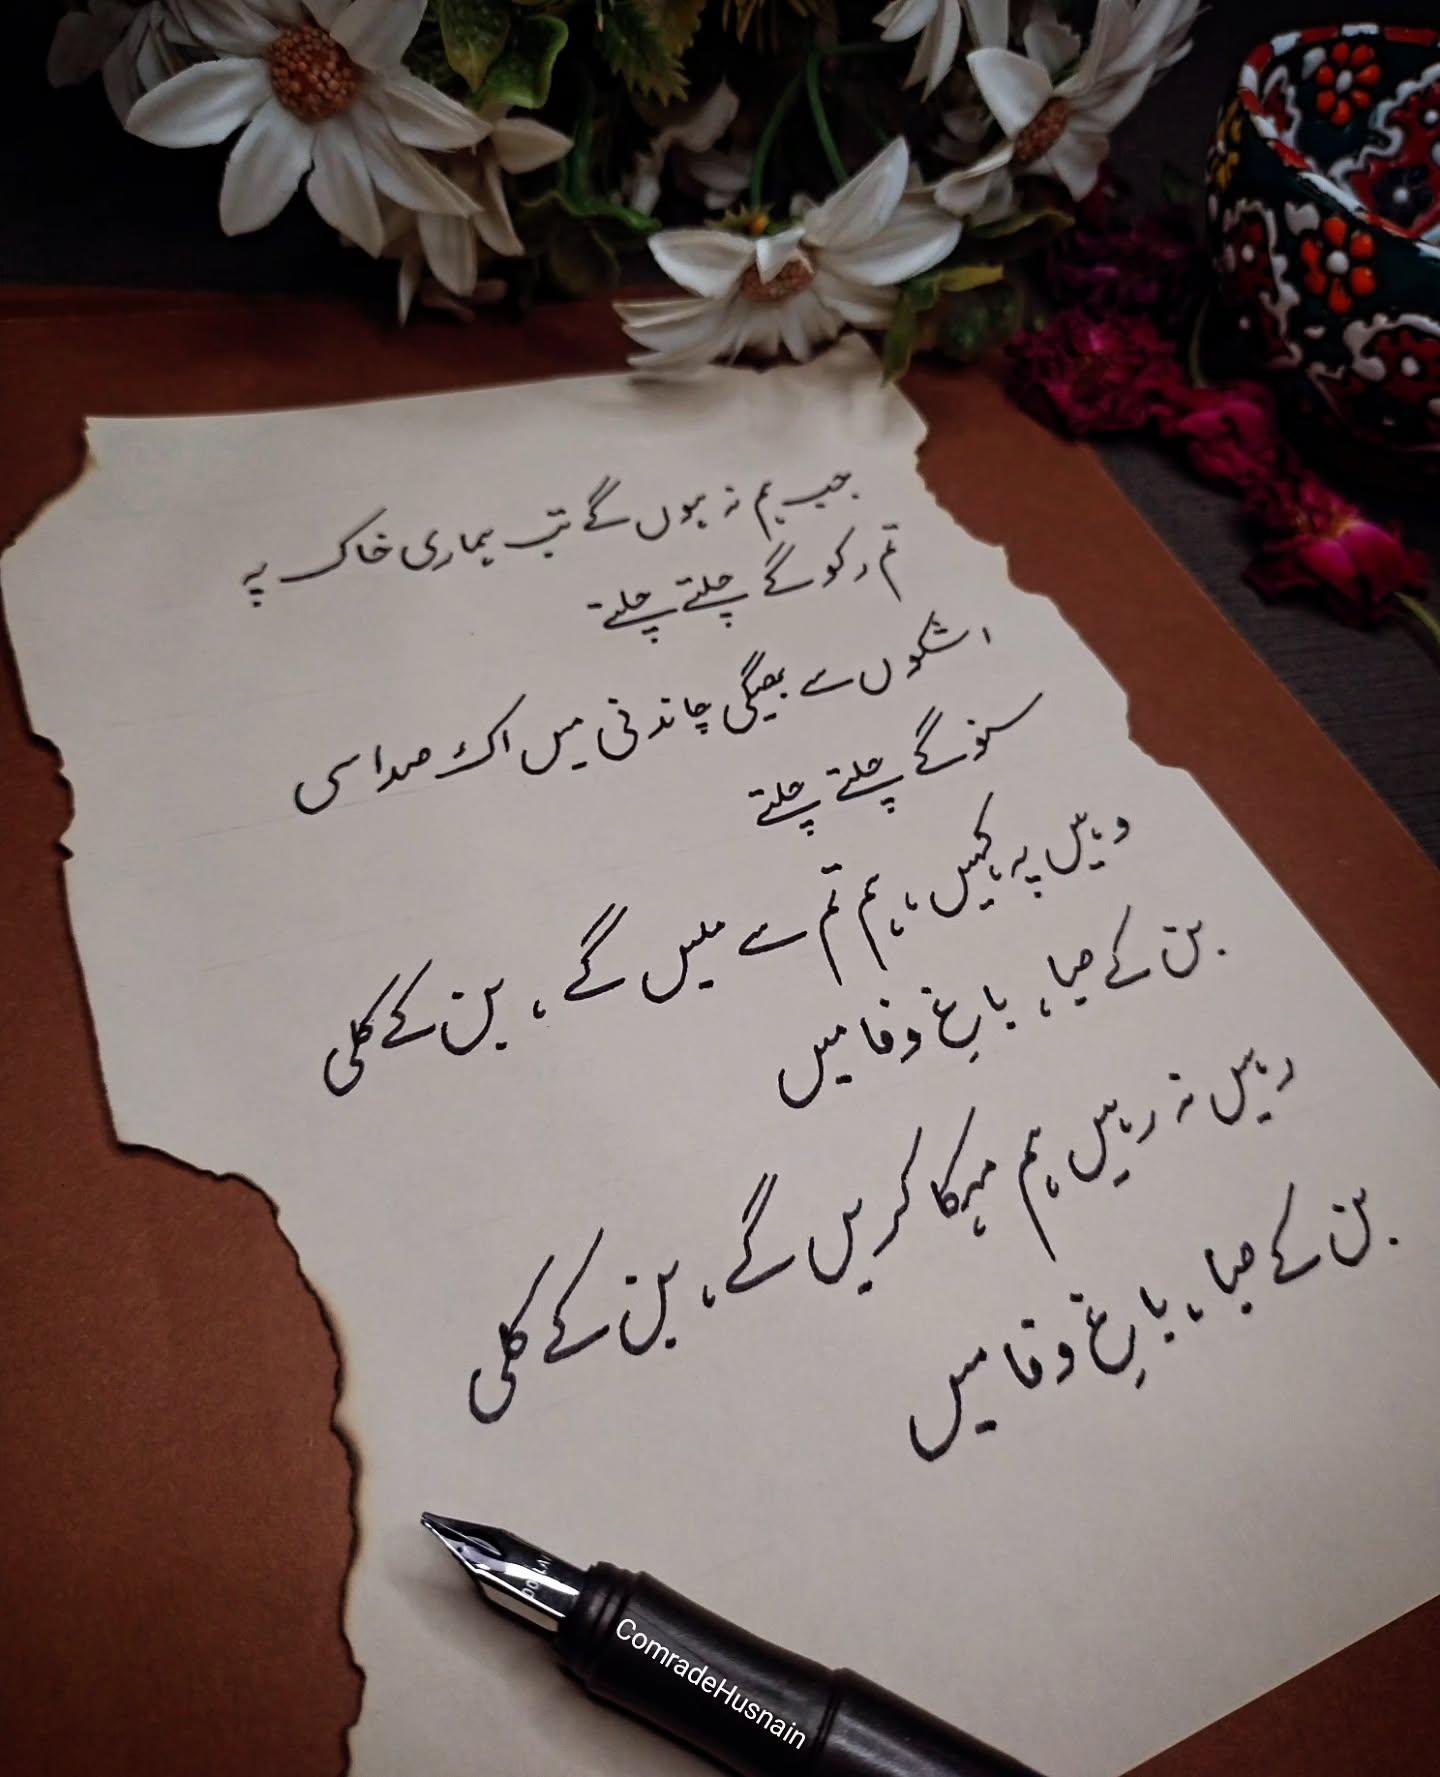 جب ہم نہ ہوں گے تب ہماری خاک پہ
تم رکو گے چلتے چلتے
اشکوں سے بھیگی چاندنی میں اک صدا سی
سنو گے چلتے چلتے
وہیں پہ کہیں، ہم تم سے ملیں گے، بن کے کلی
بن کے صبا، باغِ وفا میں
رہیں نہ رہیں ہم مہکا کریں گے، بن کے کلی
بن کے صبا، باغِ وفا میں
DOLLAR
ComradeHusnain